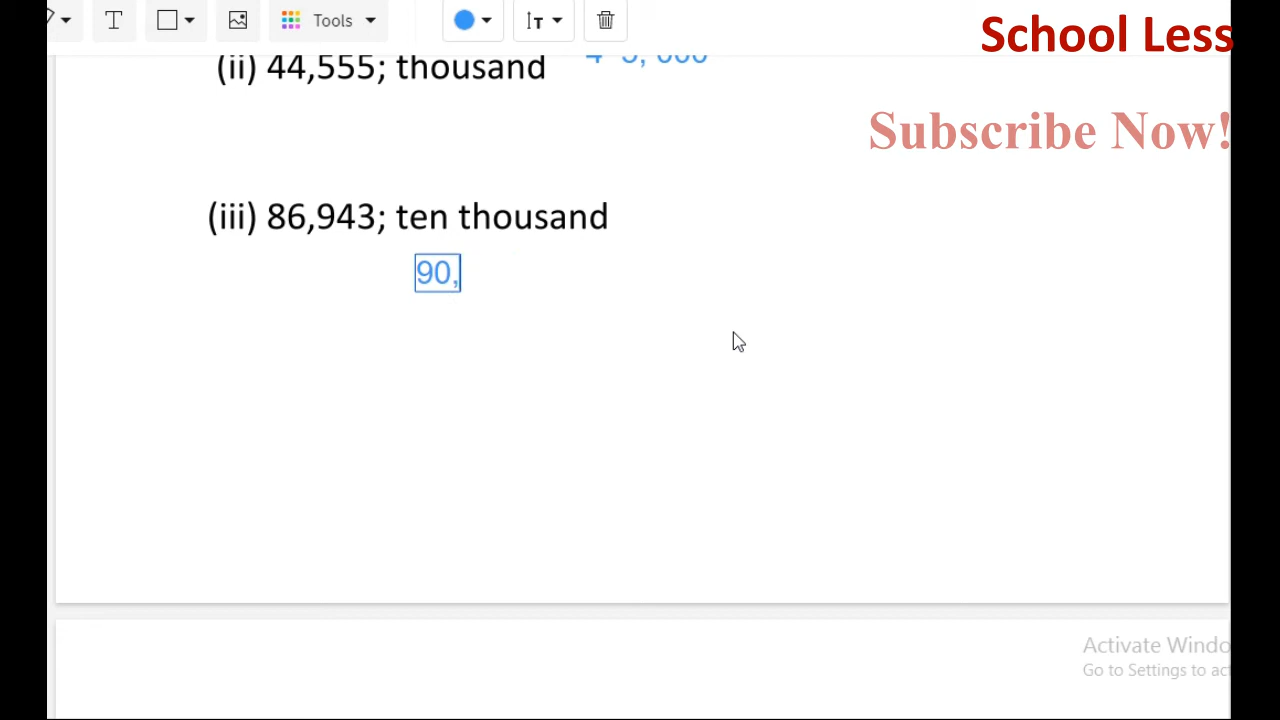 Tools
School Less
(ii) 44,555; thousand
Subscribe Now!
(iii) 86,943; ten thousand
90,
Activate Windo
Go to Settings to act